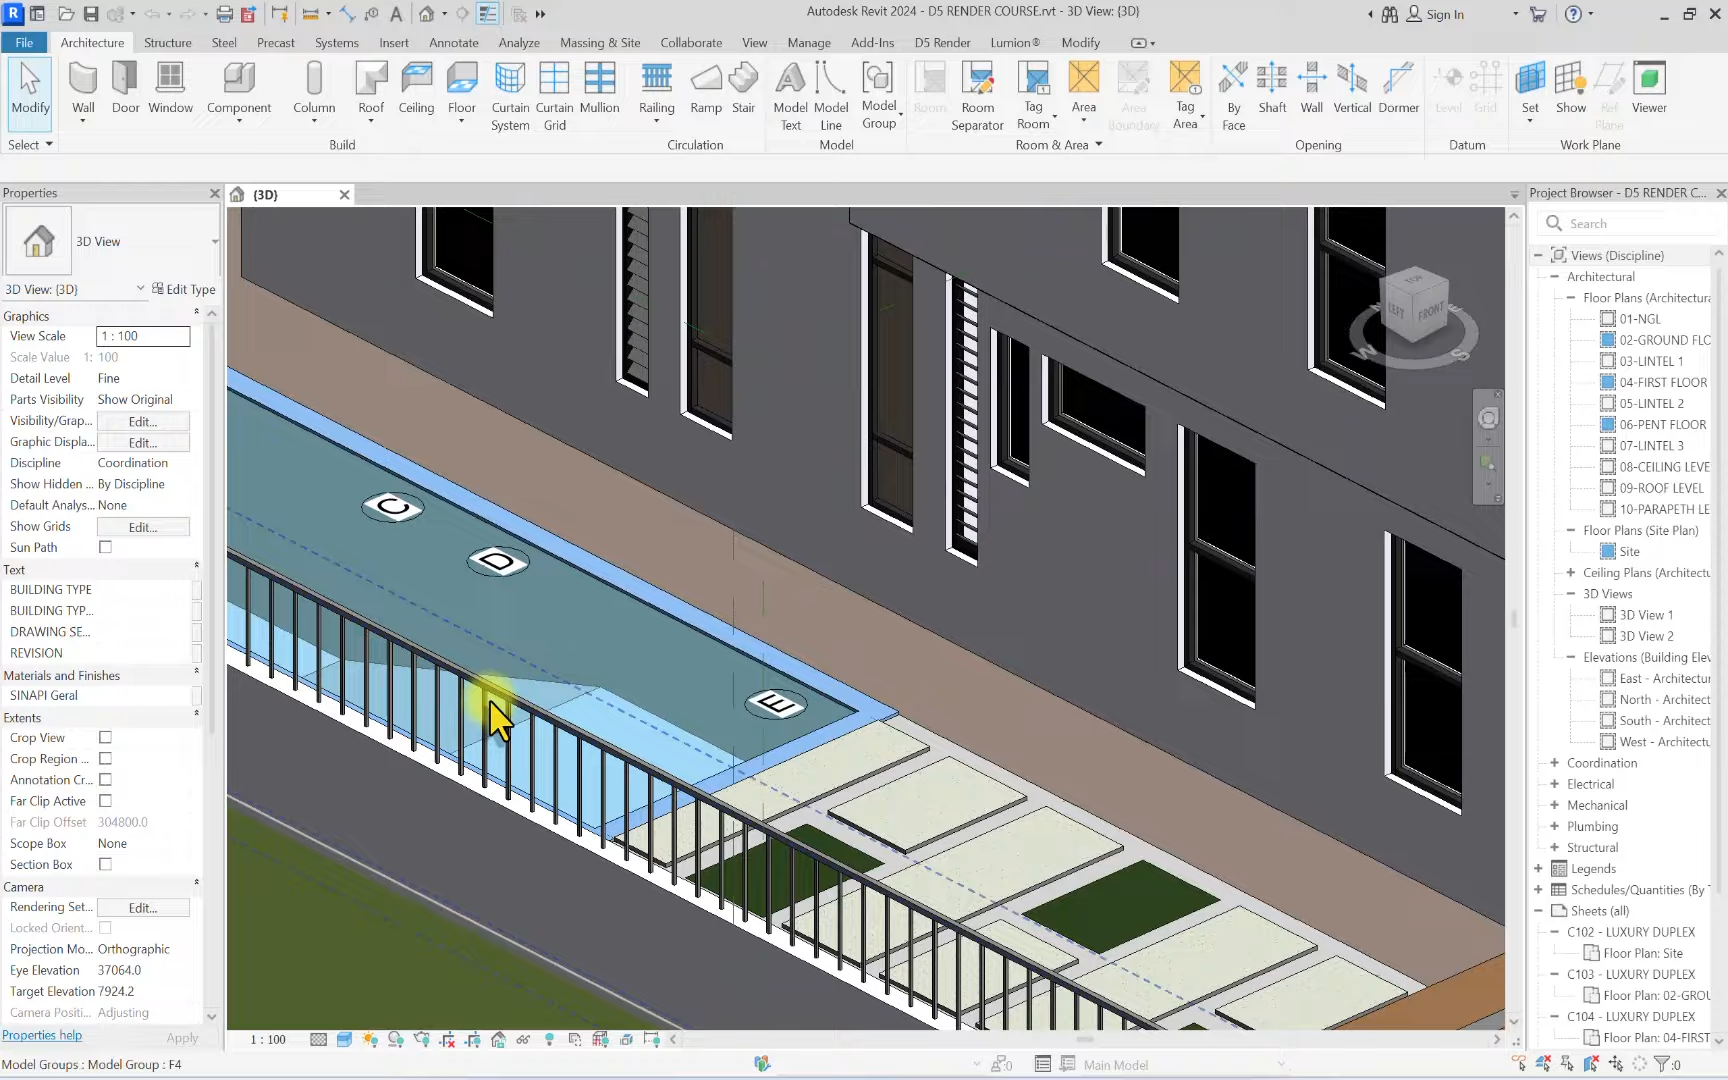 Autodesk Revit 2024 - D5 RENDER COURSE.rvt - 3D View: {3D}
Sign In
File Architecture Structure Steel Precast Systems Insert Annotate Analyze Massing & Site Collaborate View Manage Add-Ins D5 Render Lumion® Modify
Modify Wall Door Window Component Column Roof Ceiling Floor Curtain System Curtain Grid Mullion Railing Ramp Stair Model Text Model Line Model Group Room Room Separator Tag Room Area Area Boundary Tag Area By Face Shaft Wall Vertical Dormer Level Grid Set Show Ref Plane Viewer
Select Build Circulation Model Room & Area Opening Datum Work Plane
Properties
{3D}
Project Browser - D5 RENDER C...
3D View
Search
3D View: {3D}
Edit Type
Graphics
View Scale 1 : 100
Scale Value 1: 100
Detail Level Fine
Parts Visibility Show Original
Visibility/Grap... Edit...
Graphic Displa... Edit...
Discipline Coordination
Show Hidden ... By Discipline
Default Analys... None
Show Grids Edit...
Sun Path
Text
BUILDING TYPE
BUILDING TYP...
DRAWING SE...
REVISION
Materials and Finishes
SINAPI Geral
Extents
Crop View
Crop Region ...
Annotation Cr...
Far Clip Active
Far Clip Offset 304800.0
Scope Box None
Section Box
Camera
Rendering Set... Edit...
Locked Orient...
Projection Mo... Orthographic
Eye Elevation 37064.0
Target Elevation 7924.2
Camera Positi... Adjusting
Properties help
Apply
C
D
E
TOP
LEFT
FRONT
W
S
Views (Discipline)
Architectural
Floor Plans (Architectura
01-NGL
02-GROUND FLO
03-LINTEL 1
04-FIRST FLOOR
05-LINTEL 2
06-PENT FLOOR
07-LINTEL 3
08-CEILING LEVE
09-ROOF LEVEL
10-PARAPETH LE
Floor Plans (Site Plan)
Site
Ceiling Plans (Architectu
3D Views
3D View 1
3D View 2
Elevations (Building Elev
East - Architectur
North - Architect
South - Architect
West - Architectu
Coordination
Electrical
Mechanical
Plumbing
Structural
Legends
Schedules/Quantities (By T
Sheets (all)
C102 - LUXURY DUPLEX
Floor Plan: Site
C103 - LUXURY DUPLEX
Floor Plan: 02-GROU
C104 - LUXURY DUPLEX
Floor Plan: 04-FIRST
1 : 100
Model Groups : Model Group : F4
:0
Main Model
:0